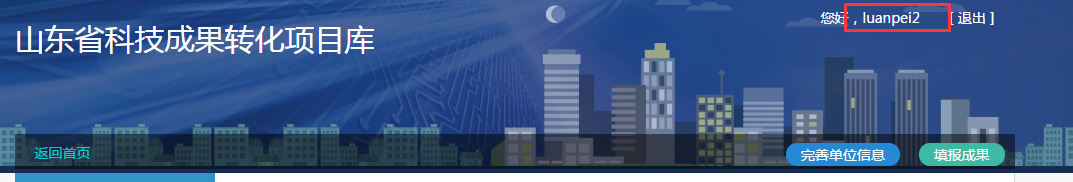 您好，luanpei2 [ 退出 ]
山东省科技成果转化项目库
返回首页 完善单位信息 填报成果